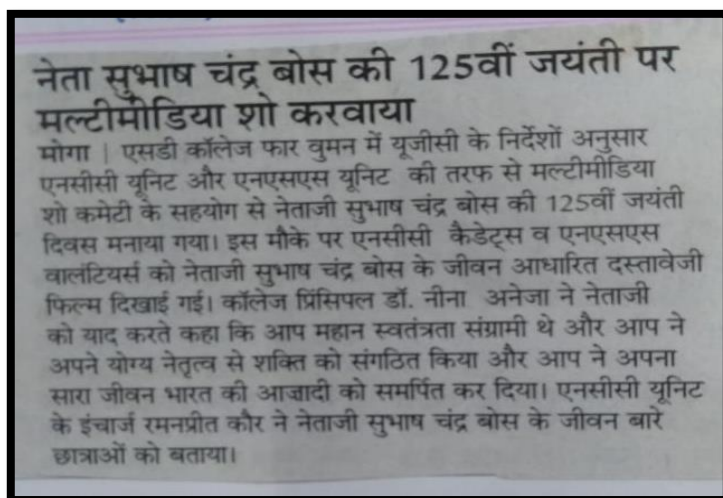 नेता सुभाष चंद्र बोस की 125वीं जयंती पर
मल्टीमीडिया शो करवाया
मोगा | एसडी कॉलेज फार वुमन में यूजीसी के निर्देशों अनुसार
एनसीसी यूनिट और एनएसएस यूनिट की तरफ से मल्टीमीडिया
शो कमेटी के सहयोग से नेताजी सुभाष चंद्र बोस की 125वीं जयंती
दिवस मनाया गया। इस मौके पर एनसीसी कैडेट्स व एनएसएस
वालंटियर्स को नेताजी सुभाष चंद्र बोस के जीवन आधारित दस्तावेजी
फिल्म दिखाई गई। कॉलेज प्रिंसिपल डॉ. नीना अनेजा ने नेताजी
को याद करते कहा कि आप महान स्वतंत्रता संग्रामी थे और आप ने
अपने योग्य नेतृत्व से शक्ति को संगठित किया और आप ने अपना
सारा जीवन भारत की आजादी को समर्पित कर दिया। एनसीसी यूनिट
के इंचार्ज रमनप्रीत कौर ने नेताजी सुभाष चंद्र बोस के जीवन बारे
छात्राओं को बताया।